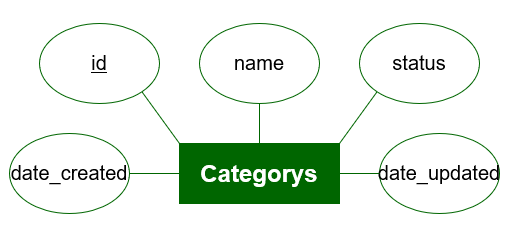 id
name
status
date_created
Categorys
date_updated